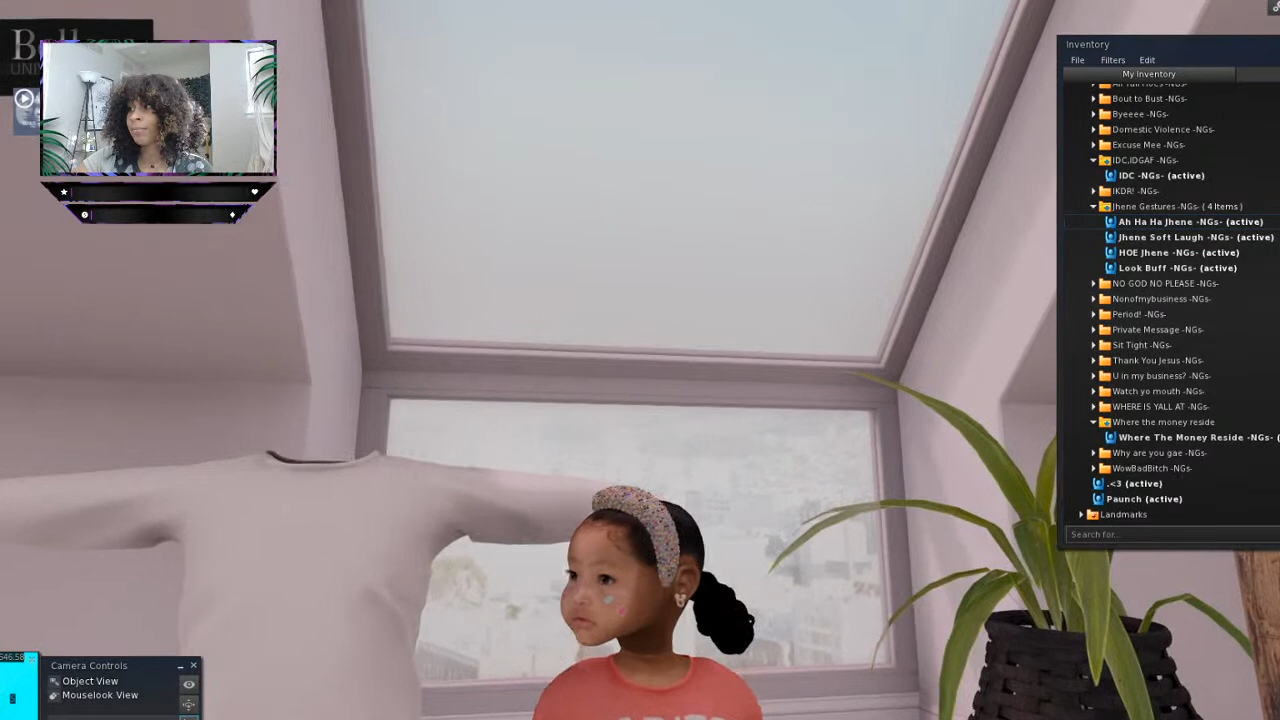 UNI
Inventory
File Filters Edit
My Inventory
Bout to Bust -NGs-
Byeeee -NGs-
Domestic Violence -NGs-
Excuse Mee -NGs-
IDC,IDGAF -NGs-
IDC -NGs- (active)
IKDR! -NGs-
Jhene Gestures -NGs- ( 4 Items )
Ah Ha Ha Jhene -NGs- (active)
Jhene Soft Laugh -NGs- (active)
HOE Jhene -NGs- (active)
Look Buff -NGs- (active)
NO GOD NO PLEASE -NGs-
Nonofmybusiness -NGs-
Period! -NGs-
Private Message -NGs-
Sit Tight -NGs-
Thank You Jesus -NGs-
U in my business? -NGs-
Watch yo mouth -NGs-
WHERE IS YALL AT -NGs-
Where the money reside
Where The Money Reside -NGs- (
Why are you gae -NGs-
WowBadBitch -NGs-
.<3 (active)
Paunch (active)
Landmarks
Search for...
546.58
Camera Controls
Object View
Mouselook View